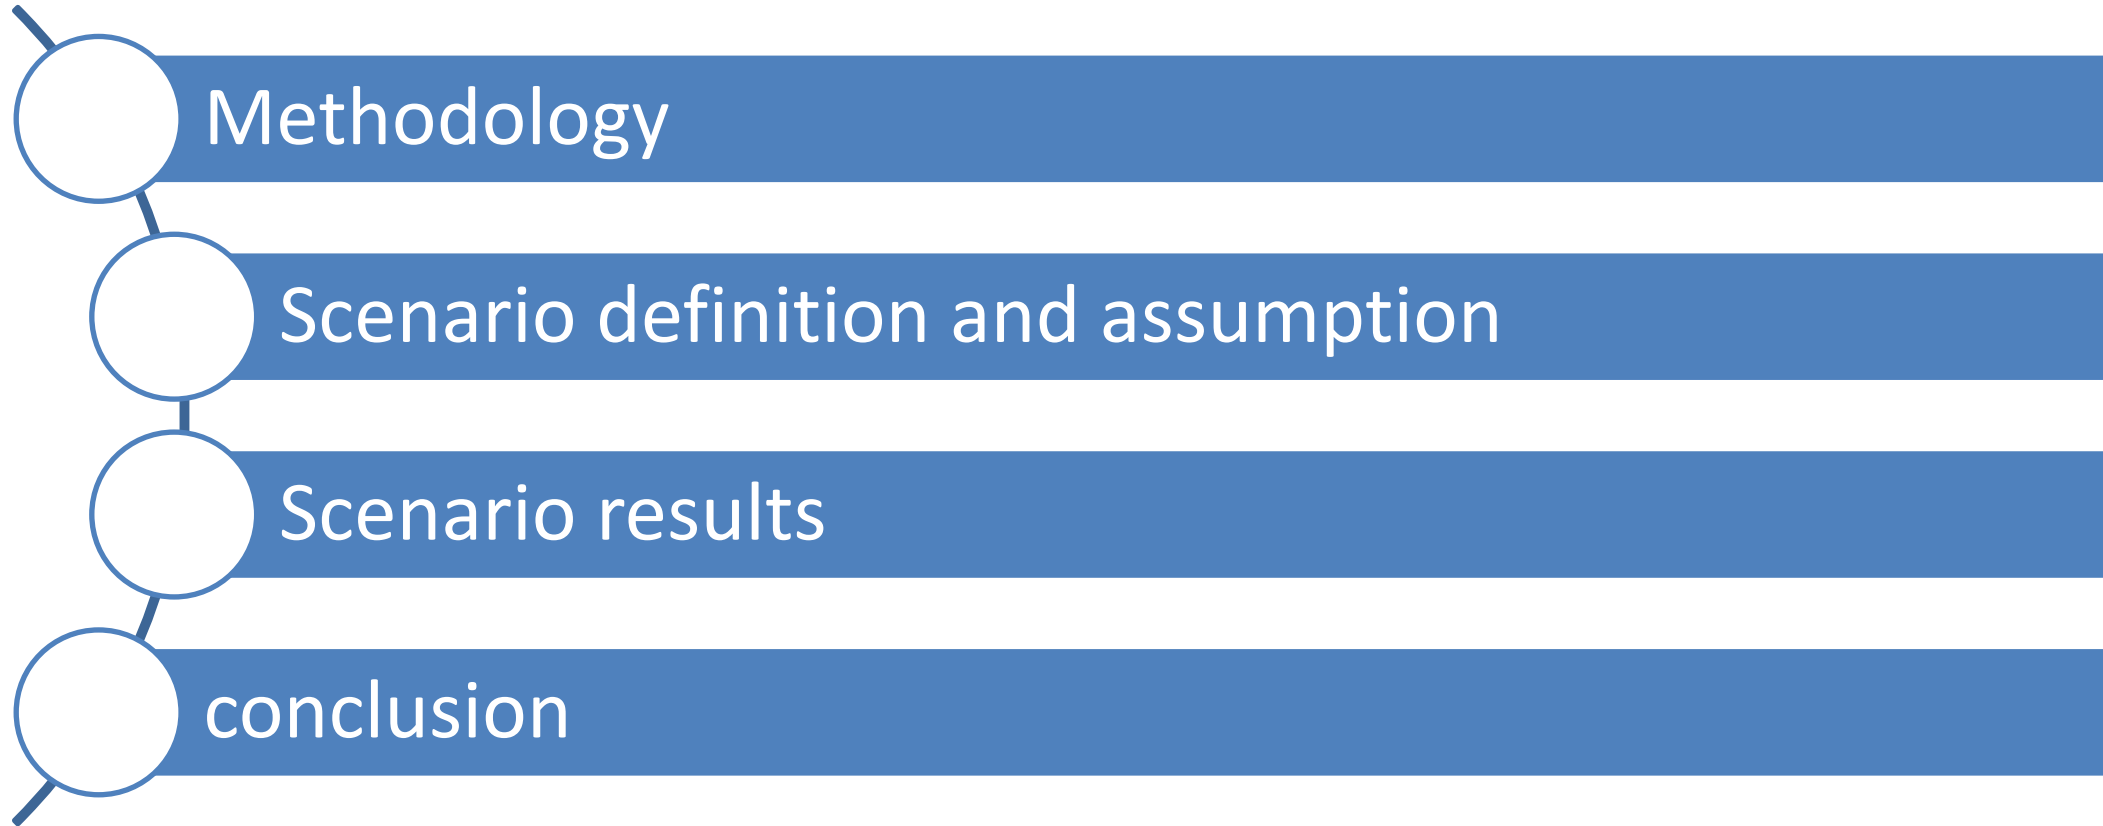 Methodology
Scenario definition and assumption
Scenario results
conclusion